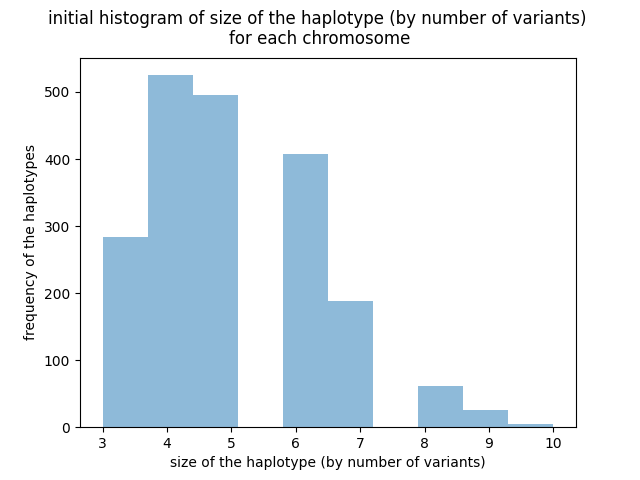 initial histogram of size of the haplotype (by number of variants)
for each chromosome
500
400
300
200
100
0
frequency of the haplotypes
3 4 5 6 7 8 9 10
size of the haplotype (by number of variants)